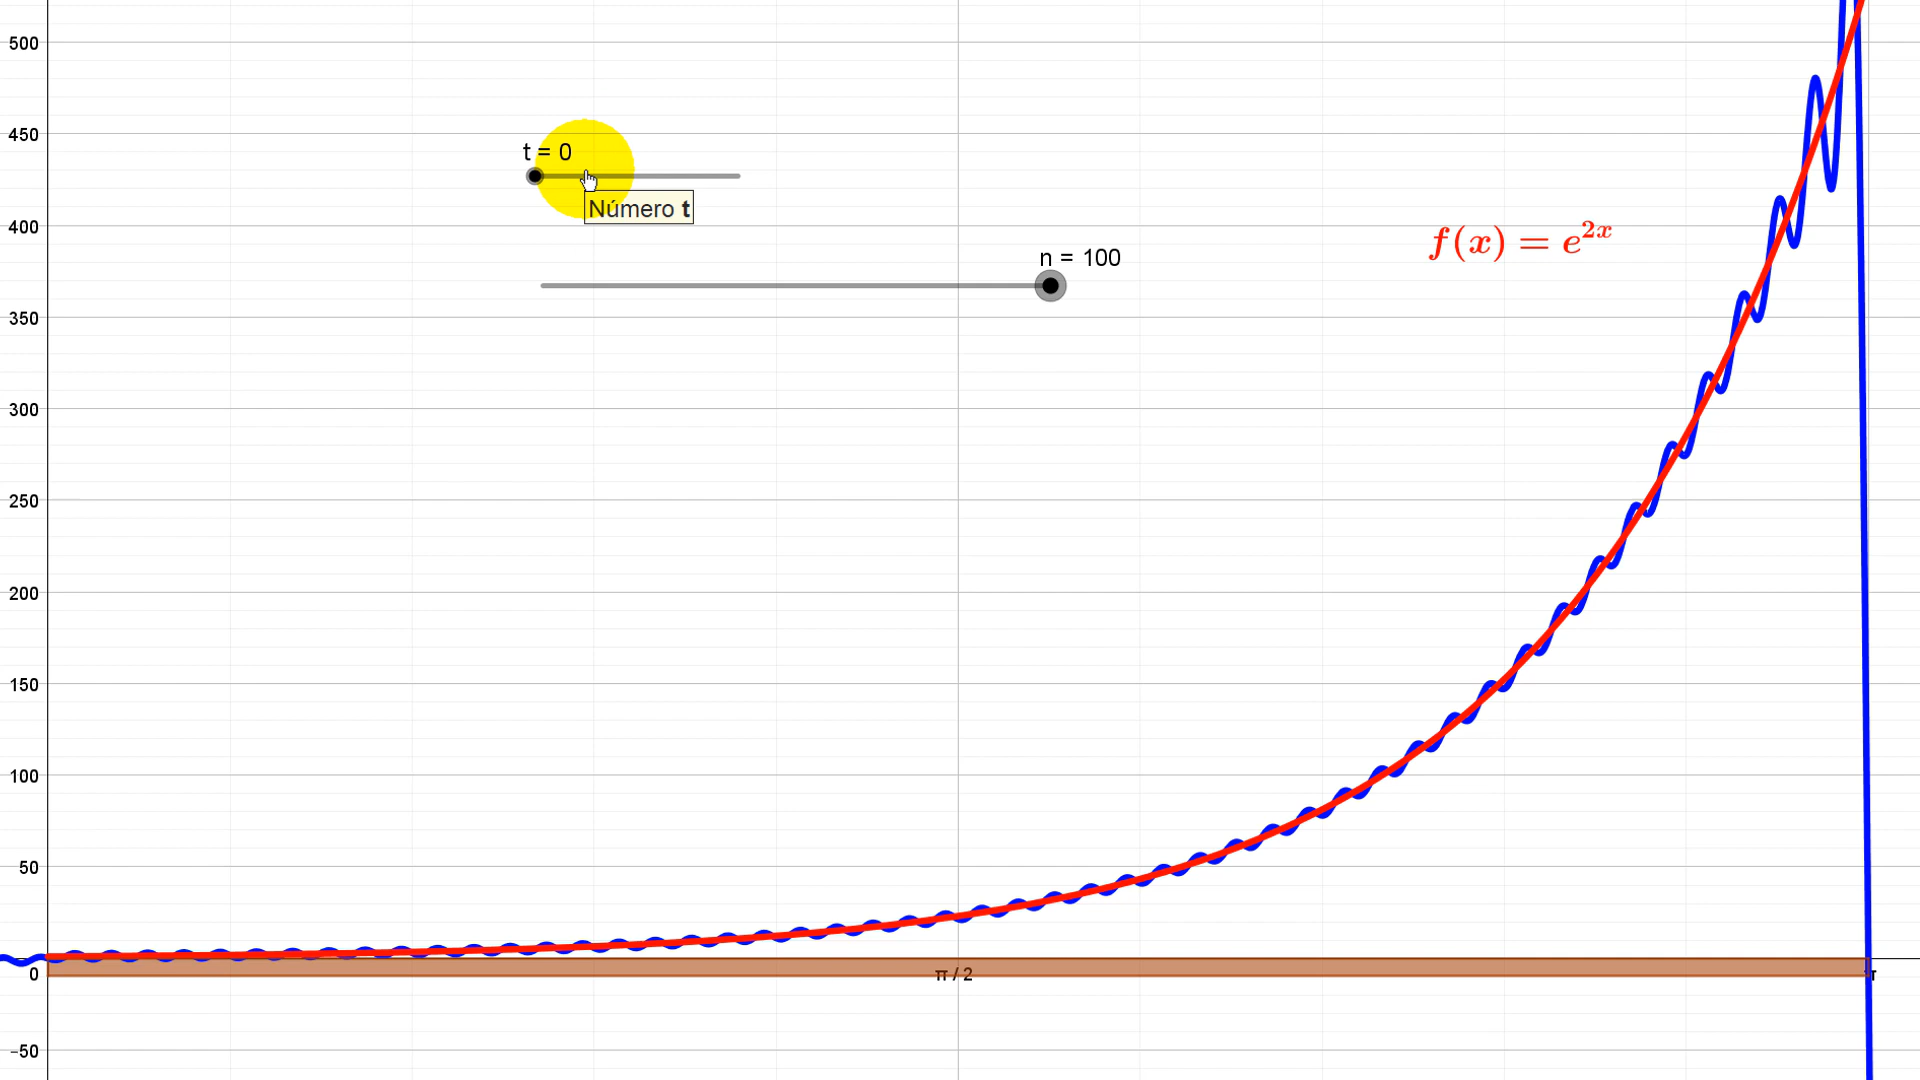 500
450
t = 0
Número t
400
f(x) = e^{2x}
n = 100
350
300
250
200
150
100
50
0
π / 2
π
−50